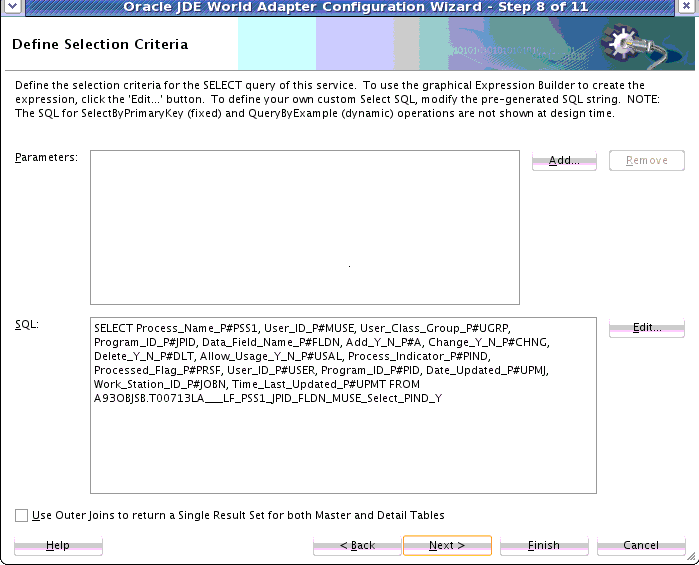 Oracle JDE World Adapter Configuration Wizard - Step 8 of 11
Define Selection Criteria
Define the selection criteria for the SELECT query of this service. To use the graphical Expression Builder to create the
expression, click the 'Edit...' button. To define your own custom Select SQL, modify the pre-generated SQL string. NOTE:
The SQL for SelectByPrimaryKey (fixed) and QueryByExample (dynamic) operations are not shown at design time.
Parameters:
Add...
Remove
SQL:
SELECT Process_Name_P#PSS1, User_ID_P#MUSE, User_Class_Group_P#UGRP,
Program_ID_P#JPID, Data_Field_Name_P#FLDN, Add_Y_N_P#A, Change_Y_N_P#CHNG,
Delete_Y_N_P#DLT, Allow_Usage_Y_N_P#USAL, Process_Indicator_P#PIND,
Processed_Flag_P#PRSF, User_ID_P#USER, Program_ID_P#PID, Date_Updated_P#UPMJ,
Work_Station_ID_P#JOBN, Time_Last_Updated_P#UPMT FROM
A93OBJSB.T00713LA___LF_PSS1_JPID_FLDN_MUSE_Select_PIND_Y
Edit...
Use Outer Joins to return a Single Result Set for both Master and Detail Tables
Help
< Back
Next >
Finish
Cancel